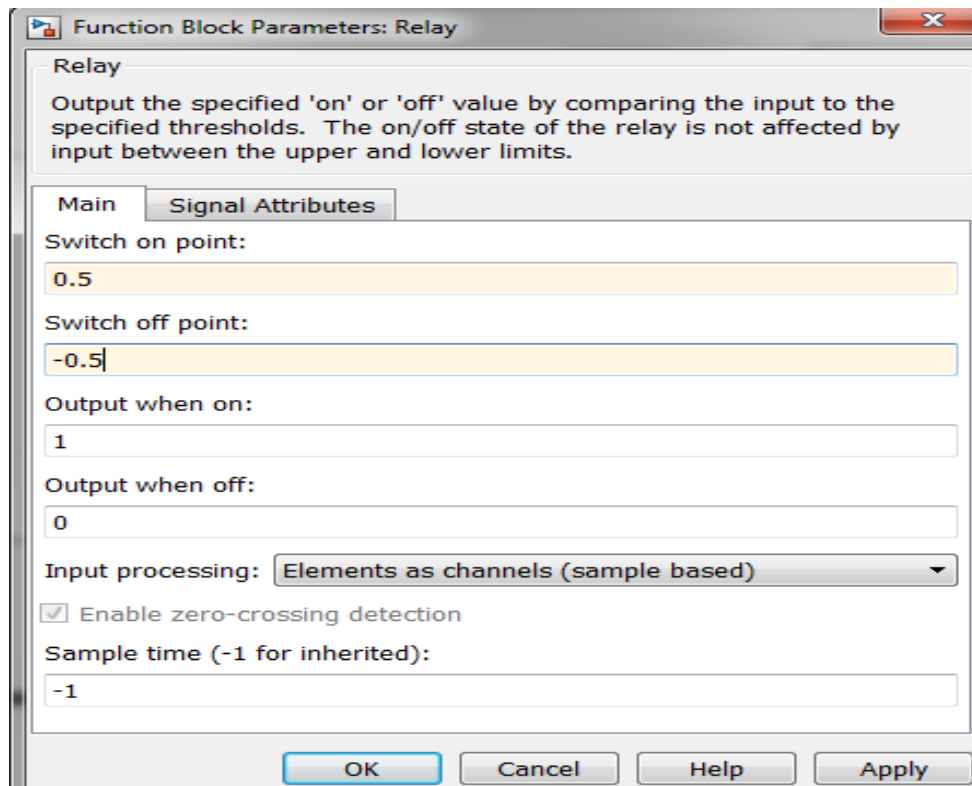 Function Block Parameters: Relay
Relay
Output the specified 'on' or 'off' value by comparing the input to the
specified thresholds. The on/off state of the relay is not affected by
input between the upper and lower limits.
Main
Signal Attributes
Switch on point:
0.5
Switch off point:
-0.5
Output when on:
1
Output when off:
0
Input processing: Elements as channels (sample based)
Enable zero-crossing detection
Sample time (-1 for inherited):
-1
OK
Cancel
Help
Apply